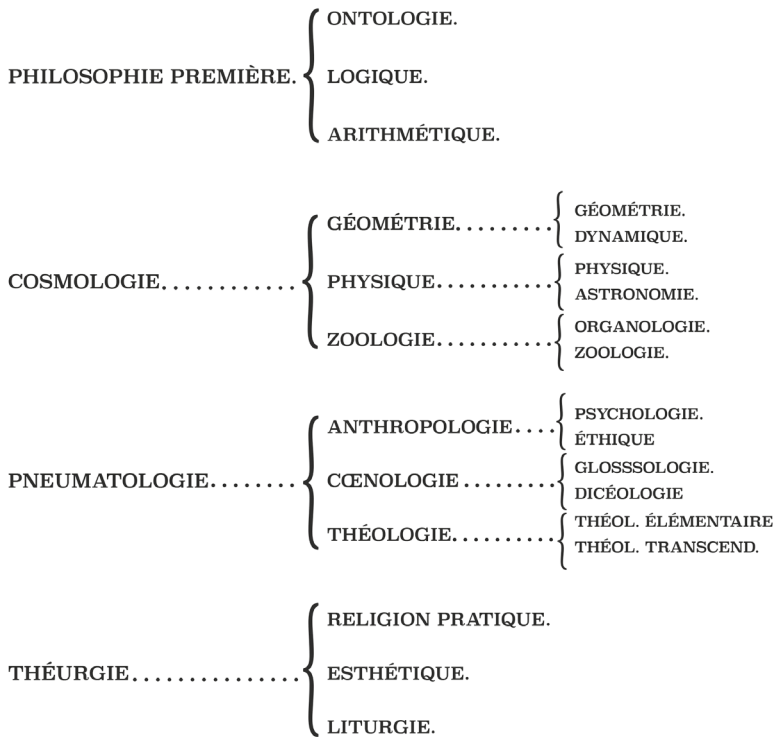 ONTOLOGIE.
PHILOSOPHIE PREMIÈRE.
LOGIQUE.
ARITHMÉTIQUE.
GÉOMÉTRIE.........
GÉOMÉTRIE.
DYNAMIQUE.
COSMOLOGIE............
PHYSIQUE...........
PHYSIQUE.
ASTRONOMIE.
ZOOLOGIE...........
ORGANOLOGIE.
ZOOLOGIE.
ANTHROPOLOGIE....
PSYCHOLOGIE.
ÉTHIQUE
PNEUMATOLOGIE........
CŒNOLOGIE.........
GLOSSSOLOGIE.
DICÉOLOGIE
THÉOLOGIE.........
THÉOL. ÉLÉMENTAIRE
THÉOL. TRANSCEND.
RELIGION PRATIQUE.
THÉURGIE...............
ESTHÉTIQUE.
LITURGIE.